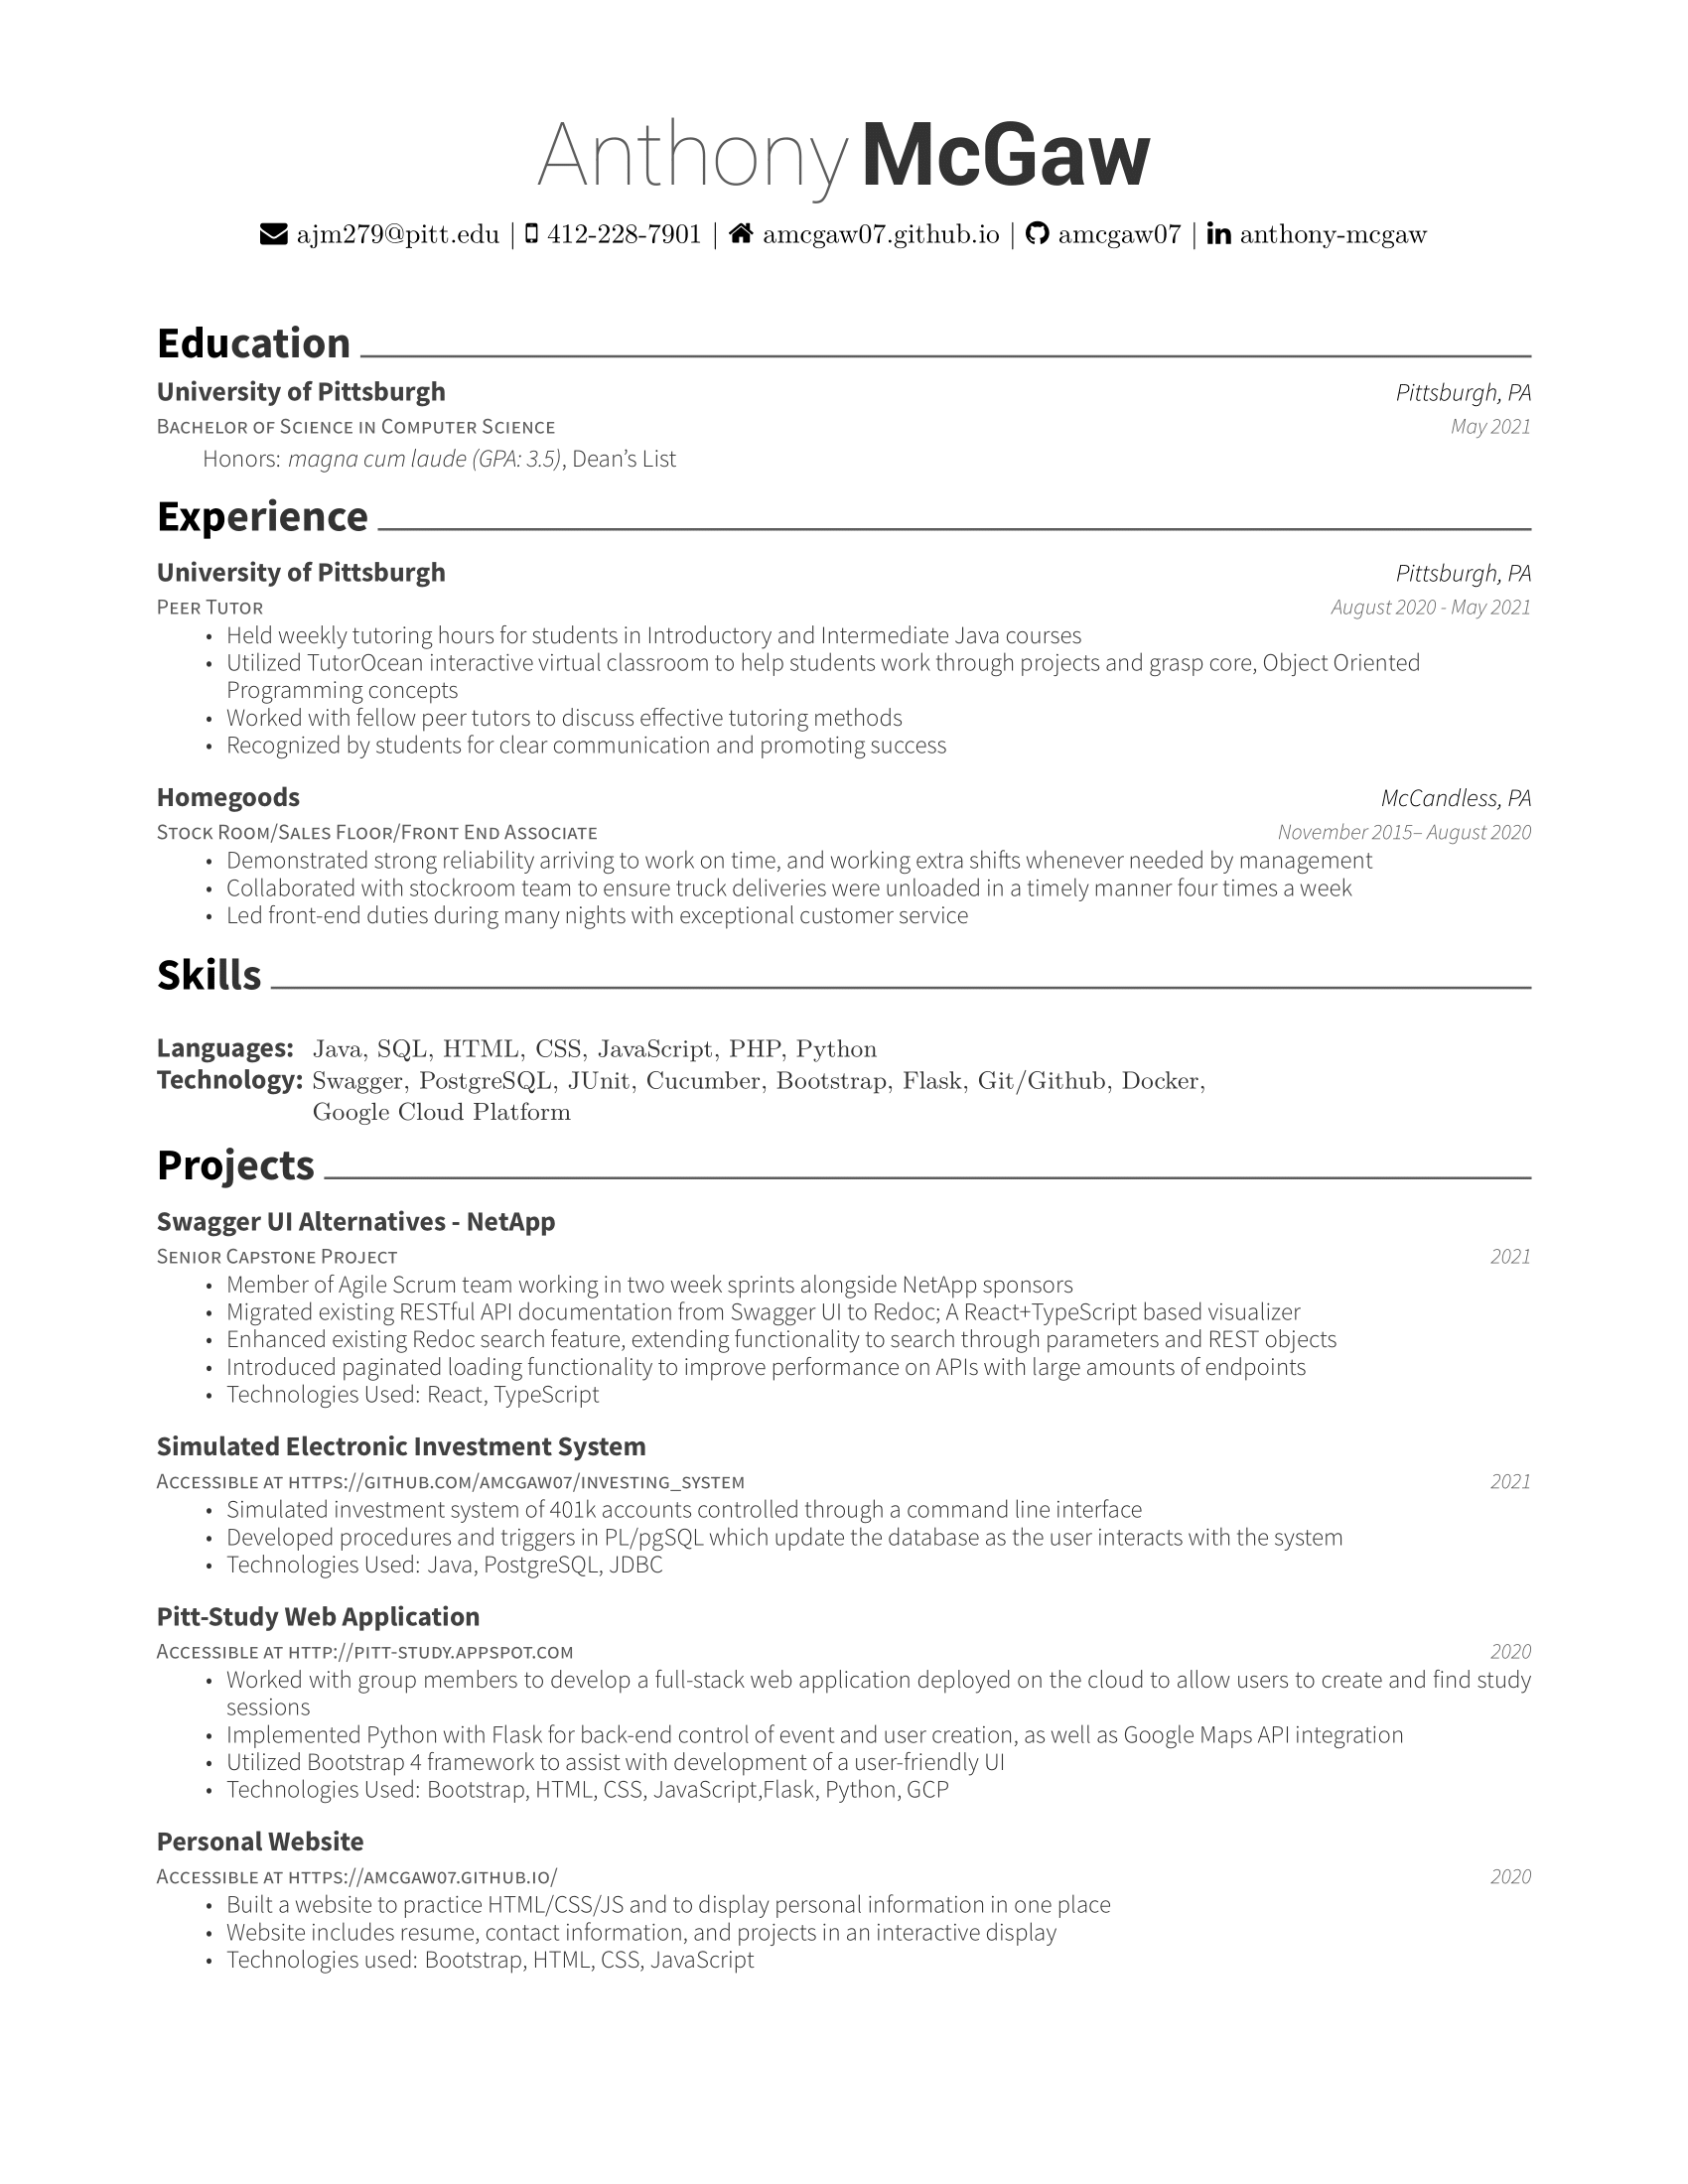 Anthony McGaw
ajm279@pitt.edu | 412-228-7901 | amcgaw07.github.io | amcgaw07 | anthony-mcgaw
Education
University of Pittsburgh Pittsburgh, PA
Bachelor of Science in Computer Science May 2021
Honors: magna cum laude (GPA: 3.5), Dean’s List
Experience
University of Pittsburgh Pittsburgh, PA
Peer Tutor August 2020 - May 2021
• Held weekly tutoring hours for students in Introductory and Intermediate Java courses
• Utilized TutorOcean interactive virtual classroom to help students work through projects and grasp core, Object Oriented
Programming concepts
• Worked with fellow peer tutors to discuss effective tutoring methods
• Recognized by students for clear communication and promoting success
Homegoods McCandless, PA
Stock Room/Sales Floor/Front End Associate November 2015– August 2020
• Demonstrated strong reliability arriving to work on time, and working extra shifts whenever needed by management
• Collaborated with stockroom team to ensure truck deliveries were unloaded in a timely manner four times a week
• Led front-end duties during many nights with exceptional customer service
Skills
Languages: Java, SQL, HTML, CSS, JavaScript, PHP, Python
Technology: Swagger, PostgreSQL, JUnit, Cucumber, Bootstrap, Flask, Git/Github, Docker,
Google Cloud Platform
Projects
Swagger UI Alternatives - NetApp
Senior Capstone Project 2021
• Member of Agile Scrum team working in two week sprints alongside NetApp sponsors
• Migrated existing RESTful API documentation from Swagger UI to Redoc; A React+TypeScript based visualizer
• Enhanced existing Redoc search feature, extending functionality to search through parameters and REST objects
• Introduced paginated loading functionality to improve performance on APIs with large amounts of endpoints
• Technologies Used: React, TypeScript
Simulated Electronic Investment System
Accessible at https://github.com/amcgaw07/investing_system 2021
• Simulated investment system of 401k accounts controlled through a command line interface
• Developed procedures and triggers in PL/pgSQL which update the database as the user interacts with the system
• Technologies Used: Java, PostgreSQL, JDBC
Pitt-Study Web Application
Accessible at http://pitt-study.appspot.com 2020
• Worked with group members to develop a full-stack web application deployed on the cloud to allow users to create and find study
sessions
• Implemented Python with Flask for back-end control of event and user creation, as well as Google Maps API integration
• Utilized Bootstrap 4 framework to assist with development of a user-friendly UI
• Technologies Used: Bootstrap, HTML, CSS, JavaScript,Flask, Python, GCP
Personal Website
Accessible at https://amcgaw07.github.io/ 2020
• Built a website to practice HTML/CSS/JS and to display personal information in one place
• Website includes resume, contact information, and projects in an interactive display
• Technologies used: Bootstrap, HTML, CSS, JavaScript